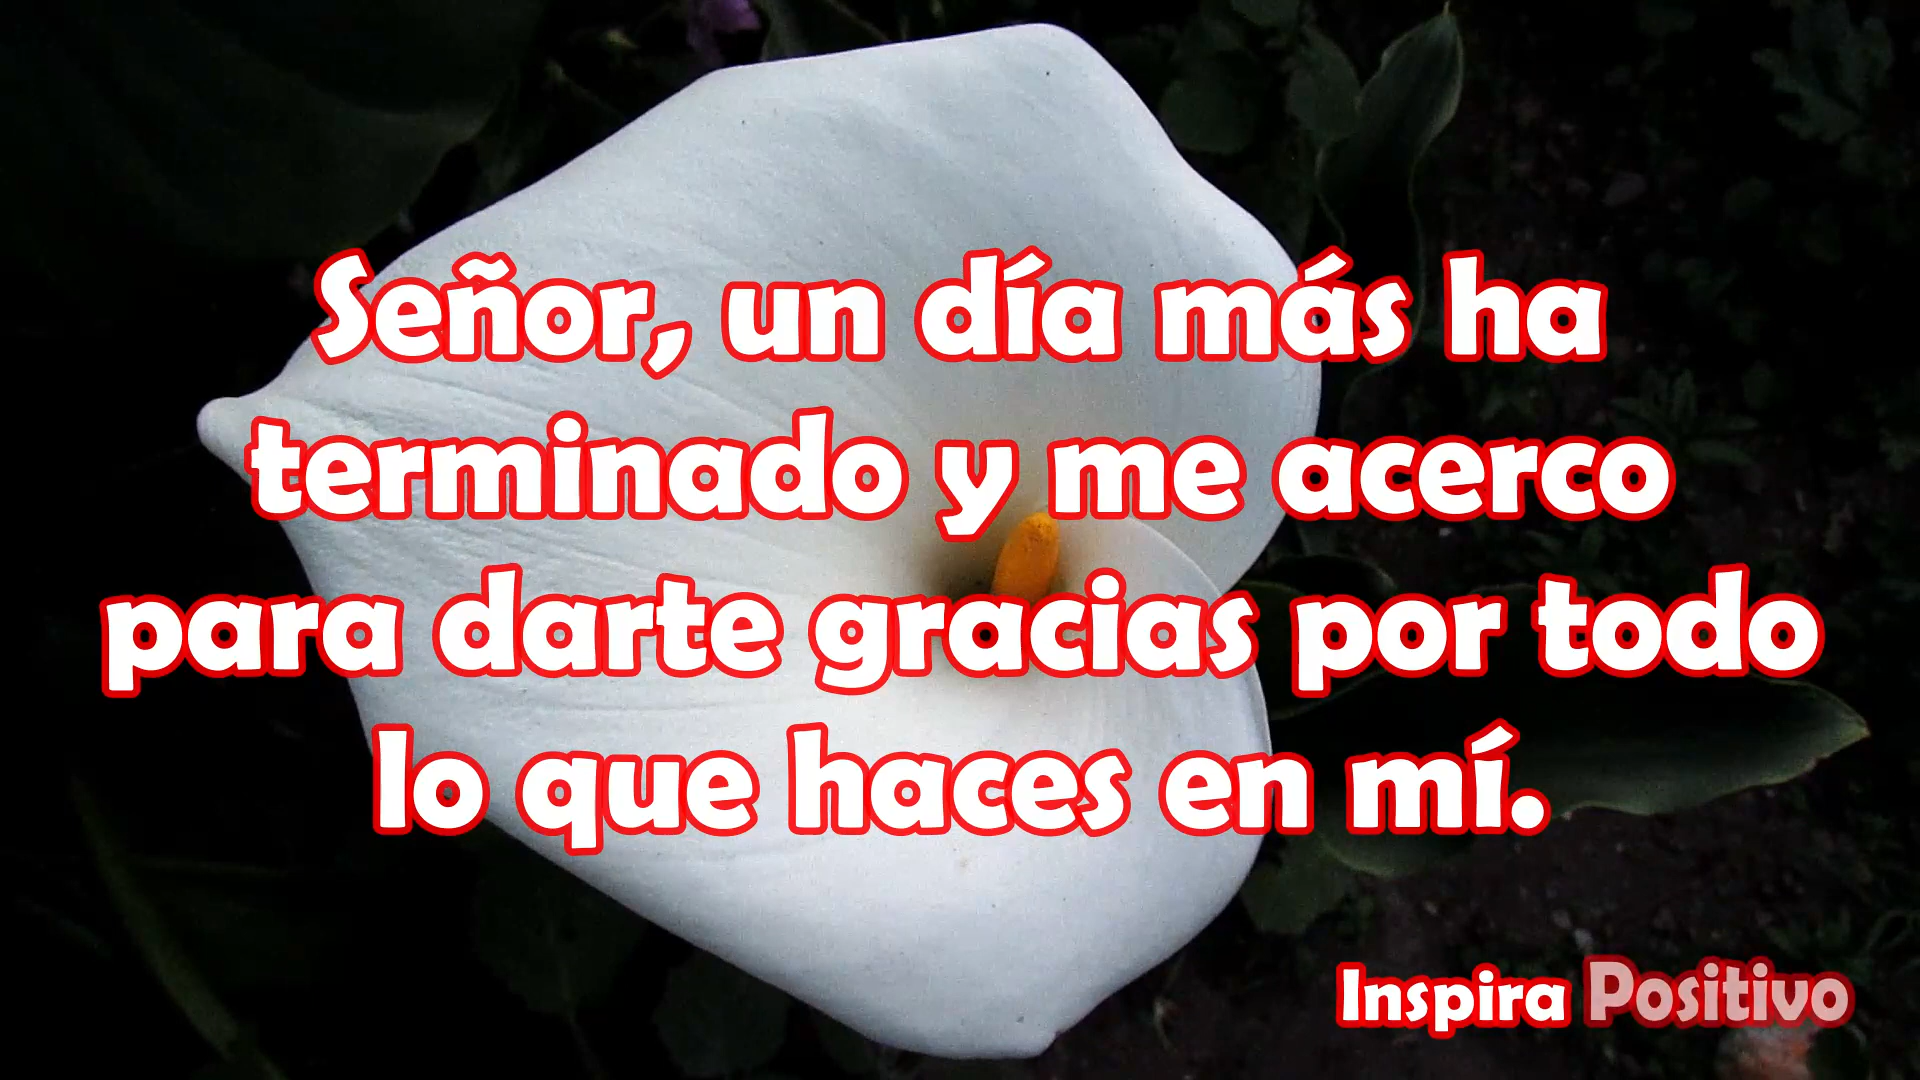 Señor, un día más ha
terminado y me acerco
para darte gracias por todo
lo que haces en mí.
Inspira Positivo